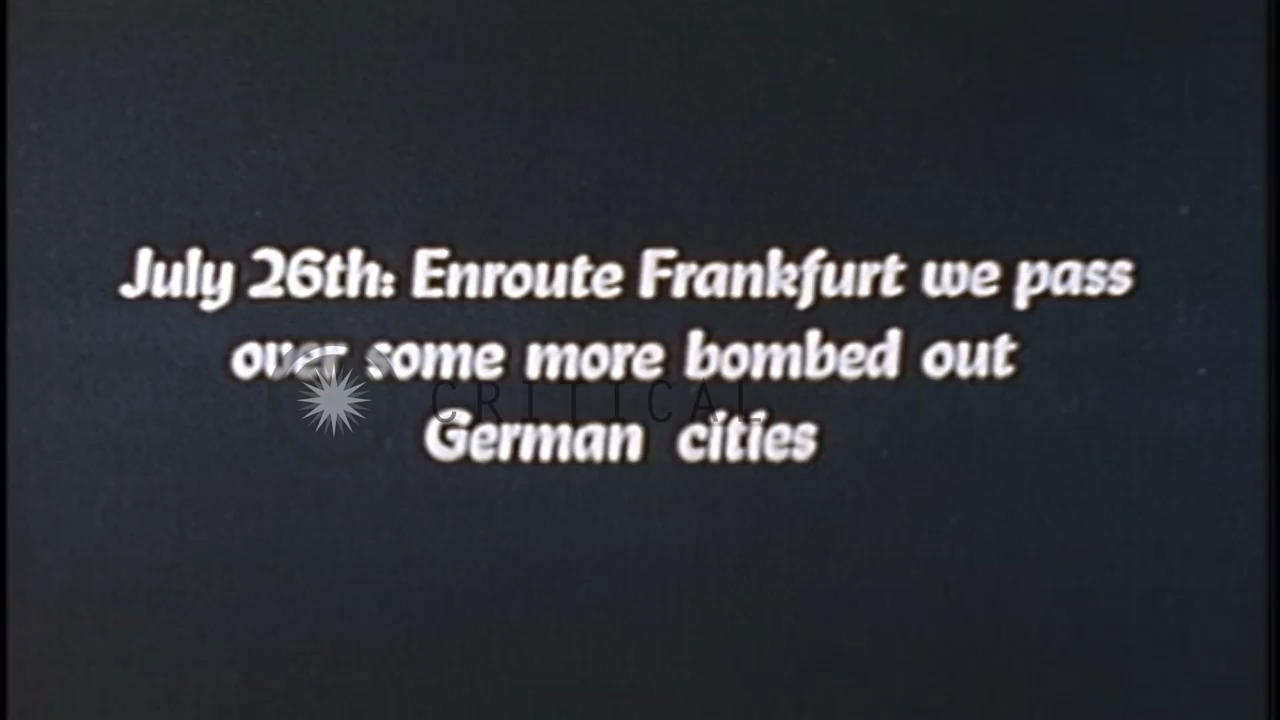 July 26th: Enroute Frankfurt we pass
over some more bombed out
CRITICAL
German cities